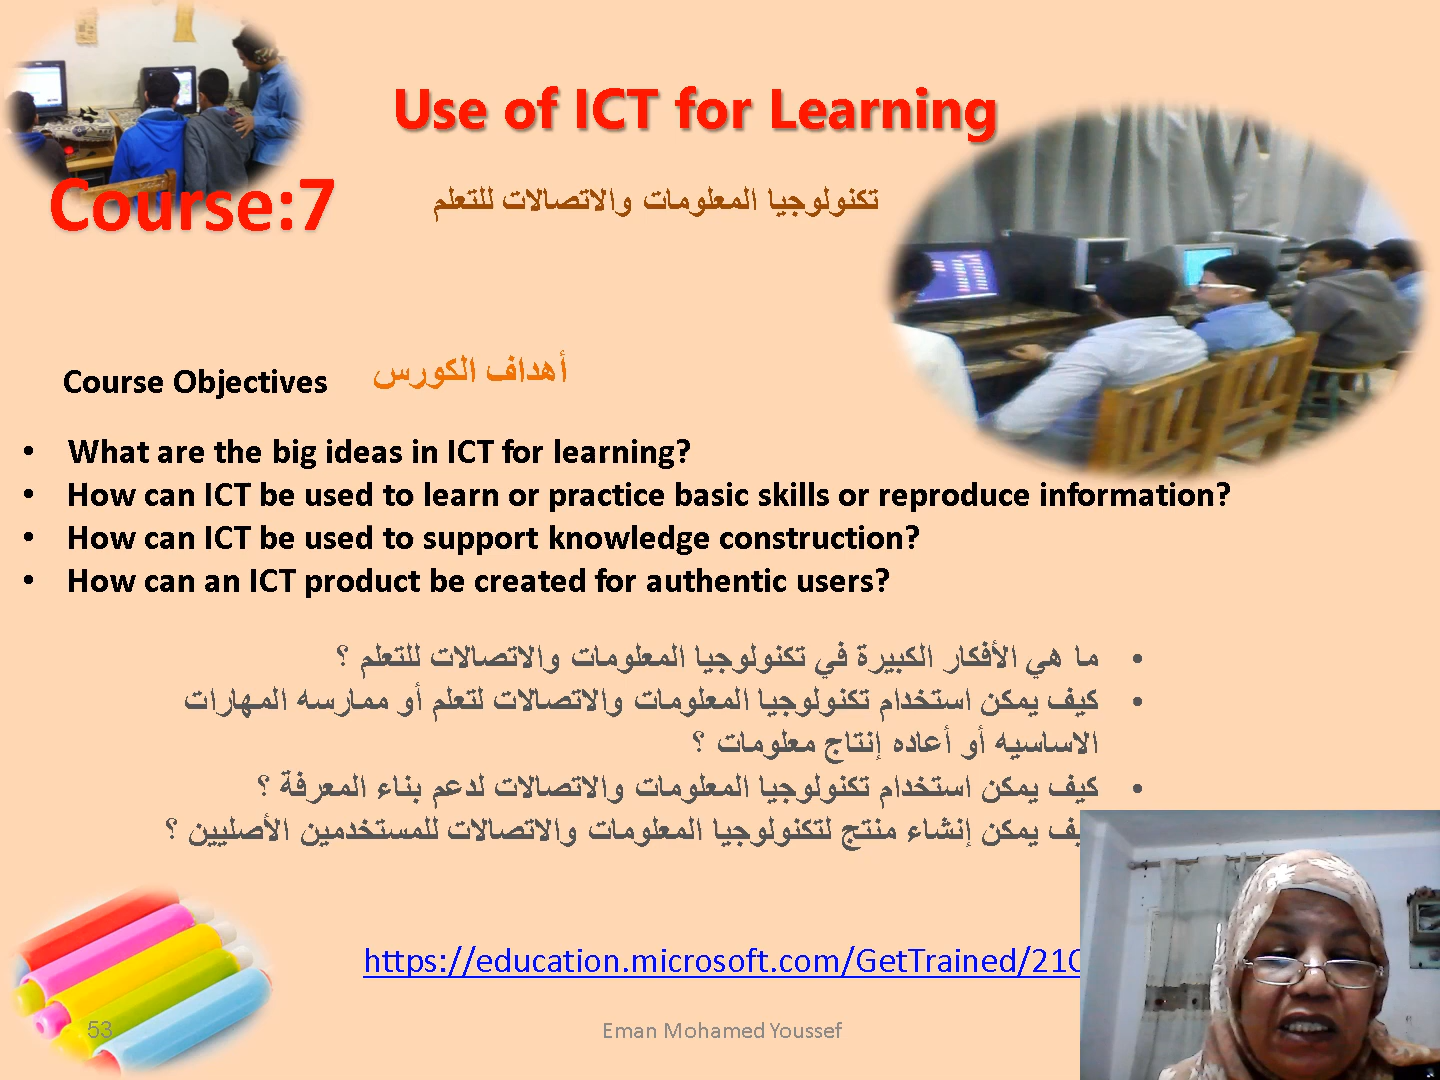 Use of ICT for Learning
Course:7
تكنولوجيا المعلومات والاتصالات للتعلم
Course Objectives
أهداف الكورس
• What are the big ideas in ICT for learning?
• How can ICT be used to learn or practice basic skills or reproduce information?
• How can ICT be used to support knowledge construction?
• How can an ICT product be created for authentic users?
• ما هي الأفكار الكبيرة في تكنولوجيا المعلومات والاتصالات للتعلم ؟
• كيف يمكن استخدام تكنولوجيا المعلومات والاتصالات لتعلم أو ممارسه المهارات
الاساسيه أو أعاده إنتاج معلومات ؟
• كيف يمكن استخدام تكنولوجيا المعلومات والاتصالات لدعم بناء المعرفة ؟
يمكن إنشاء منتج لتكنولوجيا المعلومات والاتصالات للمستخدمين الأصليين ؟
https://education.microsoft.com/GetTrained/21
53
Eman Mohamed Youssef